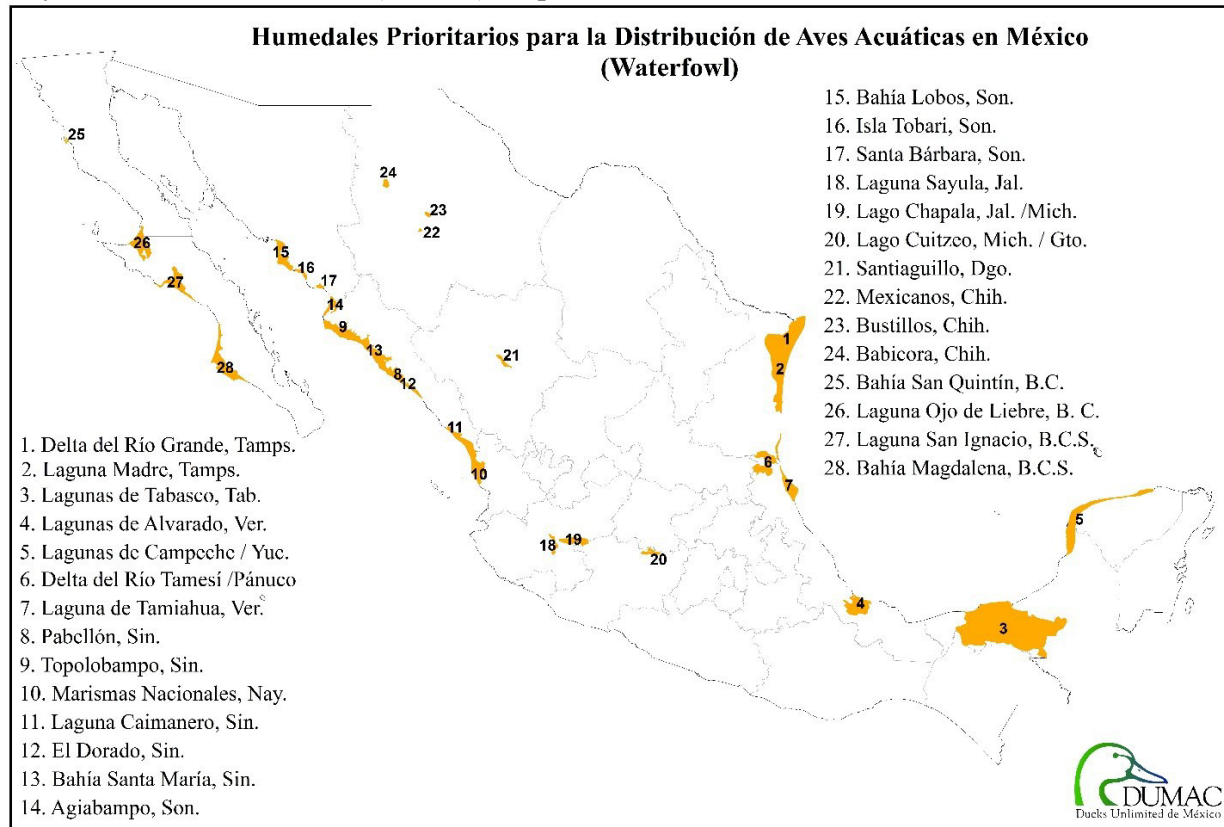 Humedales Prioritarios para la Distribución de Aves Acuáticas en México
(Waterfowl)
15. Bahía Lobos, Son.
16. Isla Tobari, Son.
17. Santa Bárbara, Son.
18. Laguna Sayula, Jal.
19. Lago Chapala, Jal. /Mich.
20. Lago Cuitzeo, Mich. / Gto.
21. Santiaguillo, Dgo.
22. Mexicanos, Chih.
23. Bustillos, Chih.
24. Babicora, Chih.
25. Bahía San Quintín, B.C.
26. Laguna Ojo de Liebre, B. C.
27. Laguna San Ignacio, B.C.S.
28. Bahía Magdalena, B.C.S.
1. Delta del Río Grande, Tamps.
2. Laguna Madre, Tamps.
3. Lagunas de Tabasco, Tab.
4. Lagunas de Alvarado, Ver.
5. Lagunas de Campeche / Yuc.
6. Delta del Río Tamesí /Pánuco
7. Laguna de Tamiahua, Ver.
8. Pabellón, Sin.
9. Topolobampo, Sin.
10. Marismas Nacionales, Nay.
11. Laguna Caimanero, Sin.
12. El Dorado, Sin.
13. Bahía Santa María, Sin.
14. Agiabampo, Son.
25
24
23
22
26
15
16
27
17
14
9
1
13
21
2
28
8
12
11
6
10
7
5
19
18
20
4
3
DUMAC
Ducks Unlimited de México